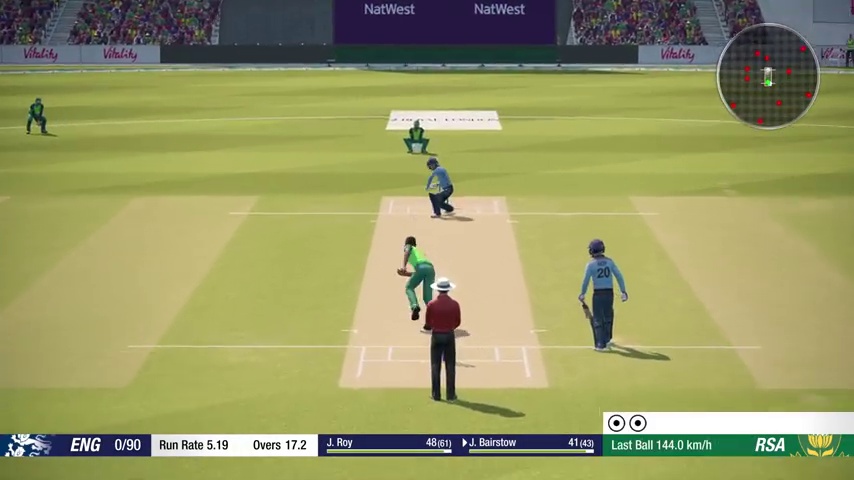 NatWest NatWest
Vitality Vitality Vitality
20
ENG 0/90 Run Rate 5.19 Overs 17.2 J. Roy 48(61) J. Bairstow 41(43) Last Ball 144.0 km/h RSA